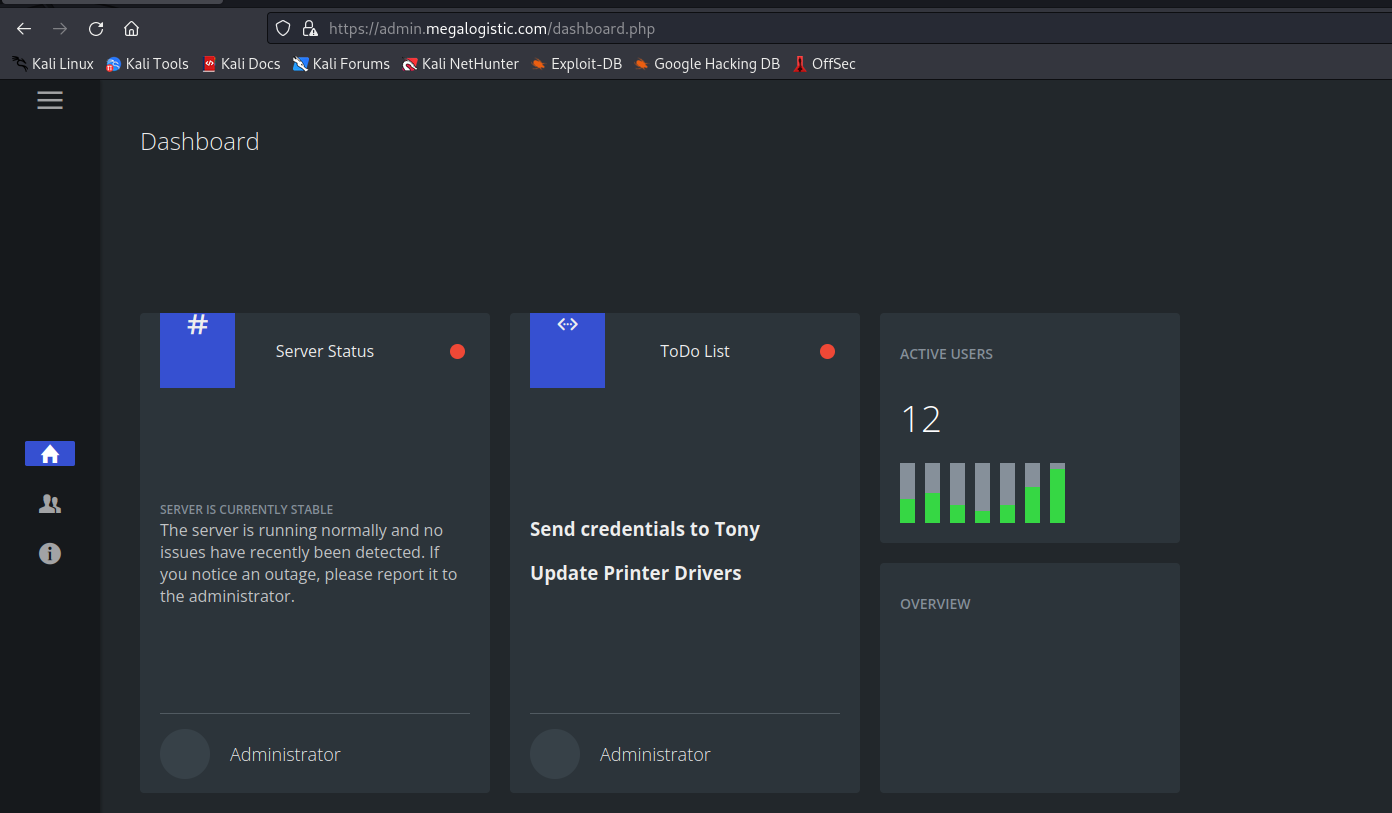 https://admin.megalogistic.com/dashboard.php
Kali Linux Kali Tools Kali Docs Kali Forums Kali NetHunter Exploit-DB Google Hacking DB OffSec
Dashboard
#
Server Status
SERVER IS CURRENTLY STABLE
The server is running normally and no
issues have recently been detected. If
you notice an outage, please report it to
the administrator.
Administrator
ToDo List
Send credentials to Tony
Update Printer Drivers
Administrator
ACTIVE USERS
12
OVERVIEW